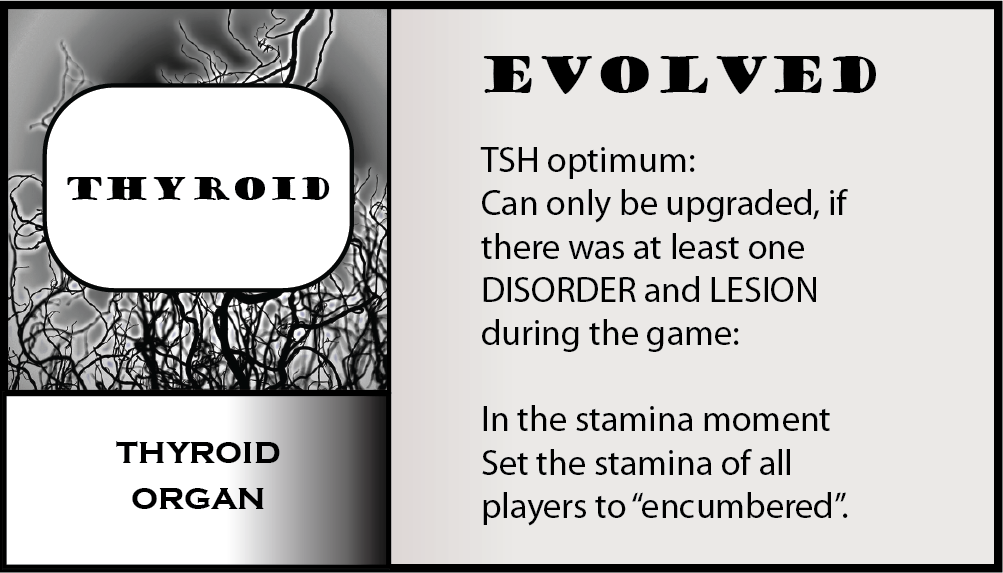 THYROID
THYROID
ORGAN
EVOLVED
TSH optimum:
Can only be upgraded, if
there was at least one
DISORDER and LESION
during the game:
In the stamina moment
Set the stamina of all
players to “encumbered”.